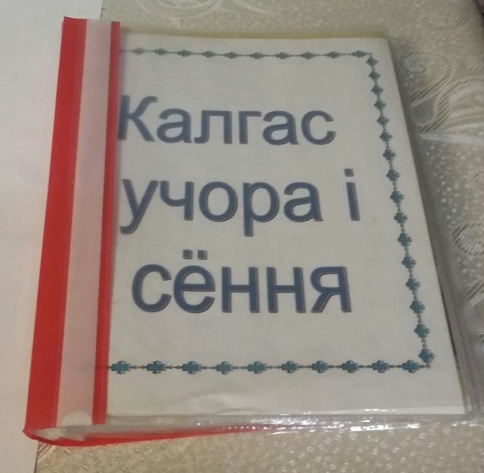 Калгас
учора і
сёння